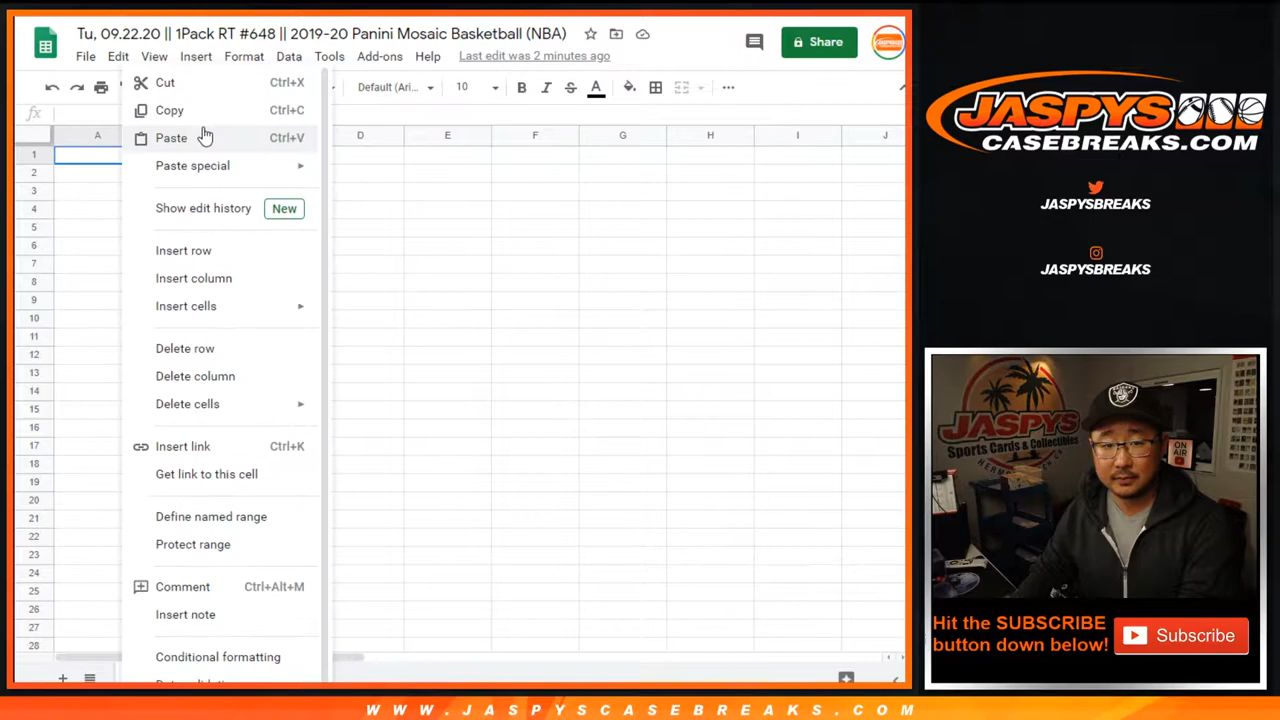 Tu, 09.22.20 || 1Pack RT #648 || 2019-20 Panini Mosaic Basketball (NBA)
File Edit View Insert Format Data Tools Add-ons Help Last edit was 2 minutes ago
Share
Default (Ari... 10 B I S A
fx
A D E F G H I J
Cut Ctrl+X
Copy Ctrl+C
Paste Ctrl+V
Paste special
Show edit history New
Insert row
Insert column
Insert cells
Delete row
Delete column
Delete cells
Insert link Ctrl+K
Get link to this cell
Define named range
Protect range
Comment Ctrl+Alt+M
Insert note
Conditional formatting
1
2
3
4
5
6
7
8
9
10
11
12
13
14
15
16
17
18
19
20
21
22
23
24
25
26
27
28
JASPYS
CASEBREAKS.COM
JASPYSBREAKS
JASPYSBREAKS
JASPYS
Sports Cards & Collectibles
ON
AIR
RAIDERS
Hit the SUBSCRIBE
button down below!
Subscribe
WWW.JASPYSCASEBREAKS.COM